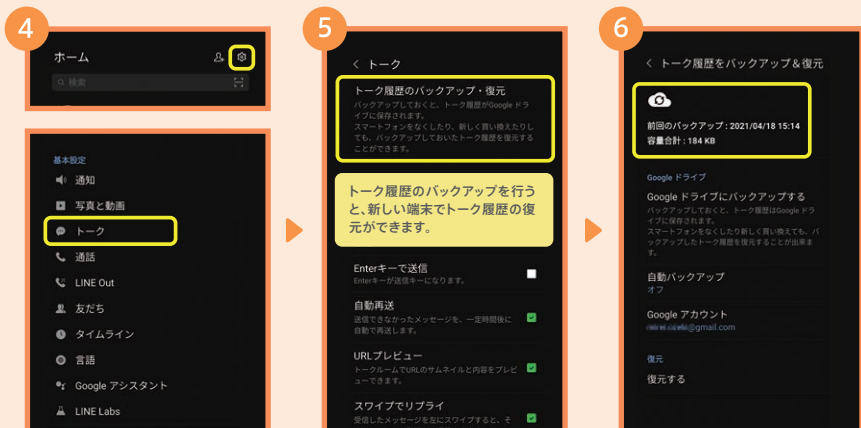 4
ホーム
検索
基本設定
通知
写真と動画
トーク
通話
LINE Out
友だち
タイムライン
言語
Google アシスタント
LINE Labs
5
トーク
トーク履歴のバックアップ・復元
バックアップしておくと、トーク履歴がGoogle ドラ
イブに保存されます。
スマートフォンをなくしたり、新しく買い換えたりし
ても、バックアップしておいたトーク履歴を復元する
ことができます。
トーク履歴のバックアップを行う
と、新しい端末でトーク履歴の復
元ができます。
Enterキーで送信
Enterキーが送信キーになります。
自動再送
送信できなかったメッセージを、一定時間後に
自動で再送します。
URLプレビュー
トークルームでURLのサムネイルと内容をプレビ
ューできます。
スワイプでリプライ
受信したメッセージを左にスワイプすると、そ
6
トーク履歴をバックアップ&復元
前回のバックアップ : 2021/04/18 15:14
容量合計 : 184 KB
Google ドライブ
Google ドライブにバックアップする
バックアップしておくと、トーク履歴はGoogle ドラ
イブに保存されます。
スマートフォンをなくしたり新しく買い換えても、バ
ックアップしたトーク履歴を復元することが出来ま
す。
自動バックアップ
オフ
Google アカウント
@gmail.com
復元
復元する